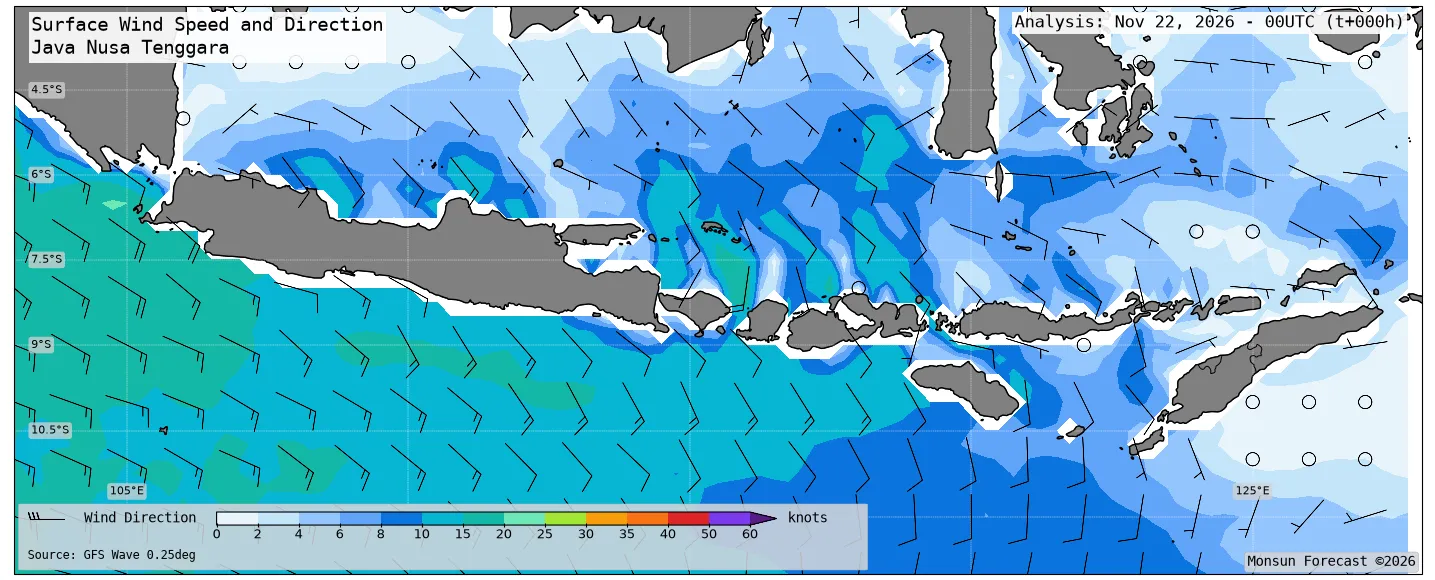 Surface Wind Speed and Direction
Java Nusa Tenggara
Analysis: Nov 22, 2026 - 00UTC (t+000h)
4.5°S
6°S
7.5°S
9°S
10.5°S
105°E
125°E
Wind Direction
0 2 4 6 8 10 15 20 25 30 35 40 50 60
knots
Source: GFS Wave 0.25deg
Monsun Forecast ©2026